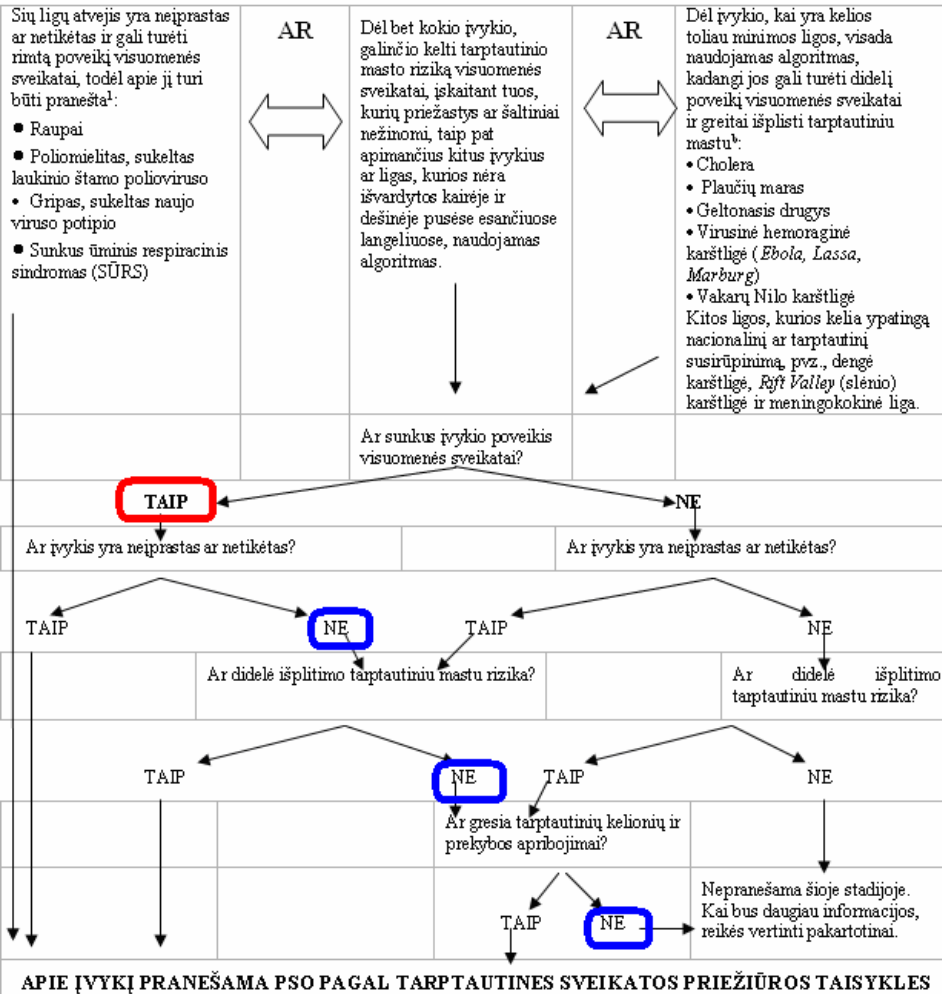 Sių ligų atvejis yra neįprastas
ar netikėtas ir gali turėti
rimtą poveikį visuomenės
sveikatai, todėl apie jį turi
būti pranešta¹:
● Raupai
● Poliomielitas, sukeltas
laukinio štamo polioviruso
• Gripas, sukeltas naujo
viruso potipio
● Sunkus ūminis respiracinis
sindromas (SŪRS)
AR
Dėl bet kokio įvykio,
galinčio kelti tarptautinio
masto riziką visuomenės
sveikatai, įskaitant tuos,
kurių priežastys ar šaltiniai
nežinomi, taip pat
apimančius kitus įvykius
ar ligas, kurios nėra
išvardytos kairėje ir
dešinėje pusėse esančiuose
langeliuose, naudojamas
algoritmas.
AR
Dėl įvykio, kai yra kelios
toliau minimos ligos, visada
naudojamas algoritmas,
kadangi jos gali turėti didelį
poveikį visuomenės sveikatai
ir greitai išplisti tarptautiniu
mastuᵇ:
• Cholera
• Plaučių maras
• Geltonasis drugys
• Virusinė hemoraginė
karštligė (Ebola, Lassa,
Marburg)
• Vakarų Nilo karštligė
Kitos ligos, kurios kelia ypatingą
nacionalinį ar tarptautinį
susirūpinimą, pvz., dengė
karštligė, Rift Valley (slėnio)
karštligė ir meningokokinė liga.
Ar sunkus įvykio poveikis
visuomenės sveikatai?
TAIP
NE
Ar įvykis yra neįprastas ar netikėtas?
Ar įvykis yra neįprastas ar netikėtas?
TAIP
NE
TAIP
NE
Ar didelė išplitimo tarptautiniu mastu rizika?
Ar didelė išplitimo
tarptautiniu mastu rizika?
TAIP
NE
TAIP
NE
Ar gresia tarptautinių kelionių ir
prekybos apribojimai?
TAIP
NE
Nepranešama šioje stadijoje.
Kai bus daugiau informacijos,
reikės vertinti pakartotinai.
APIE ĮVYKĮ PRANEŠAMA PSO PAGAL TARPTAUTINES SVEIKATOS PRIEŽIŪROS TAISYKLES